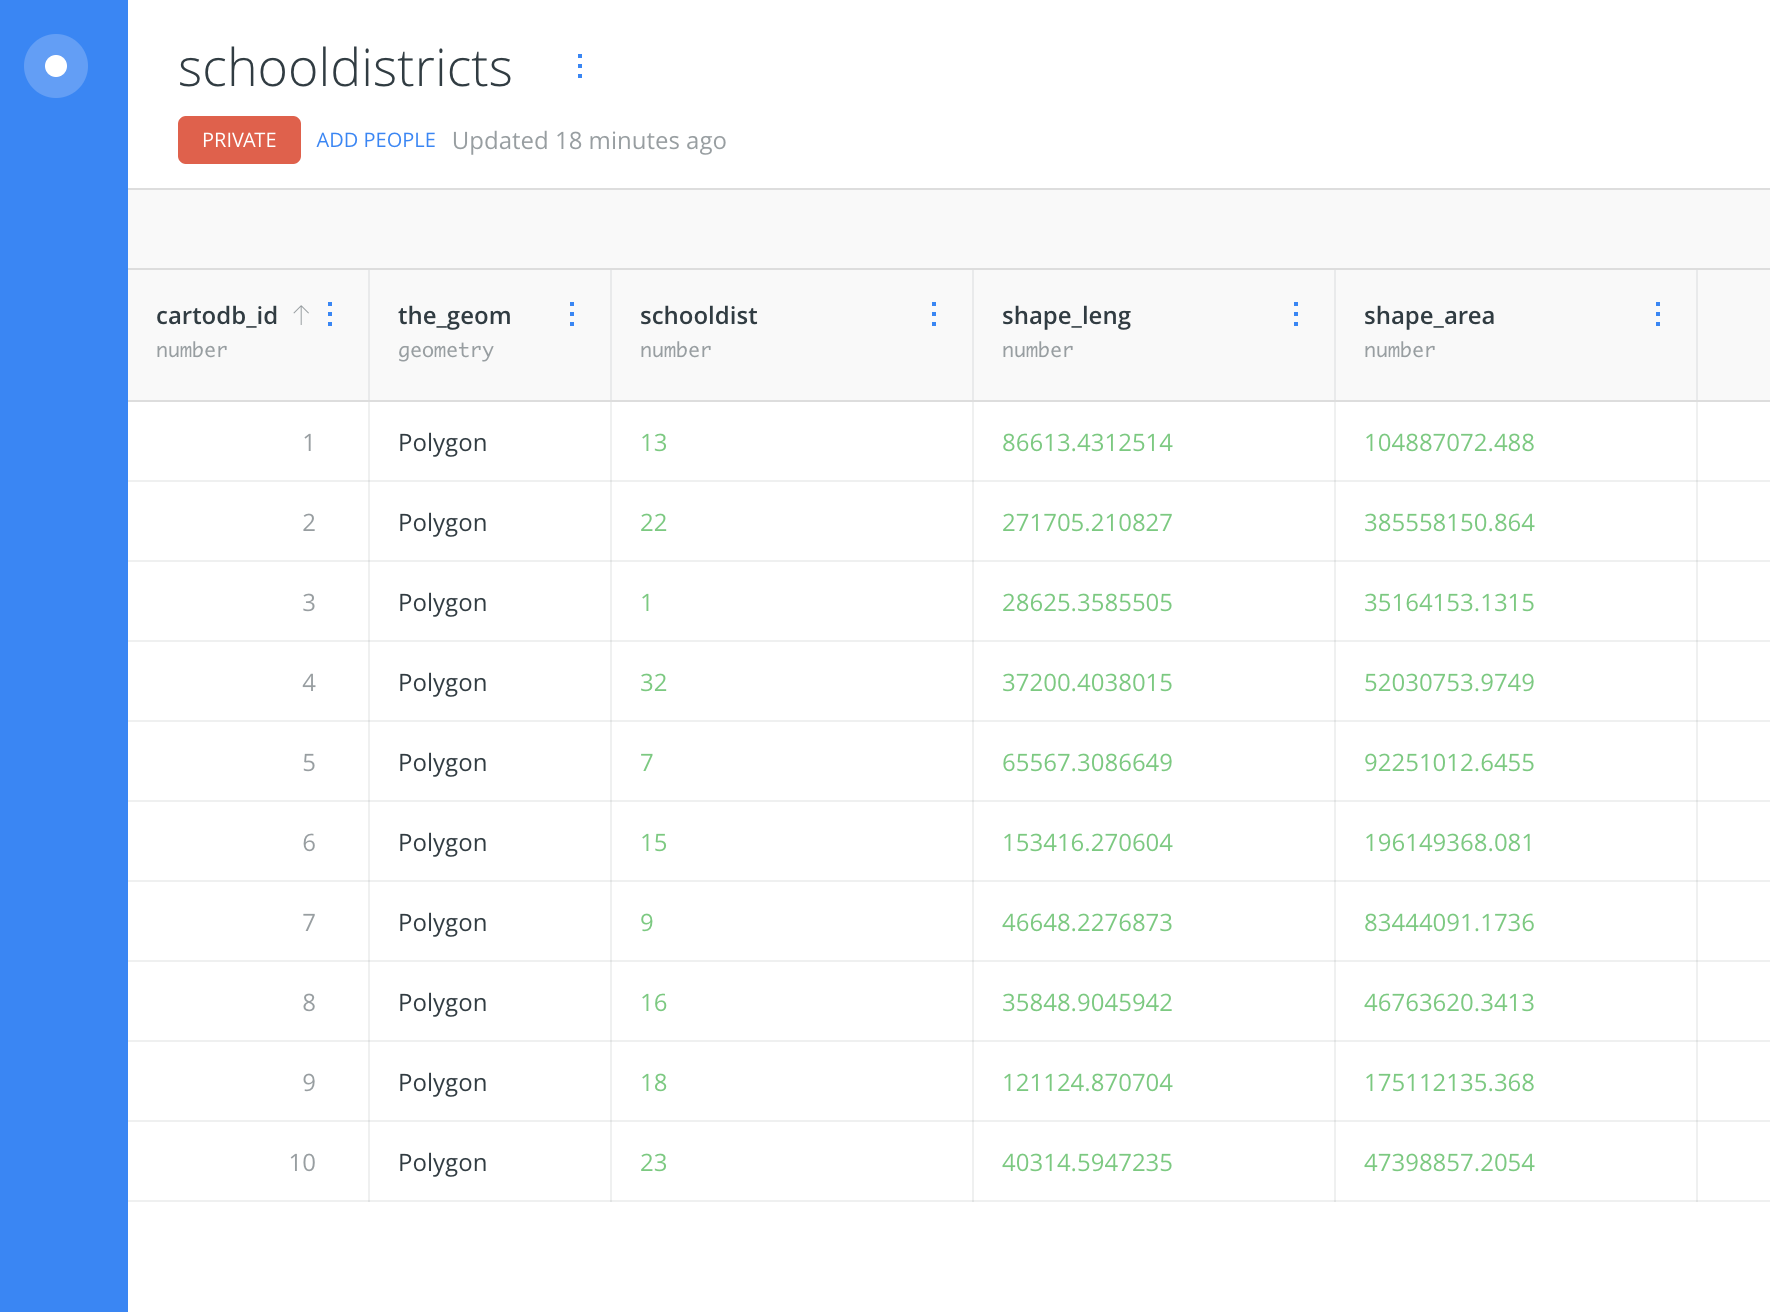 schooldistricts
PRIVATE ADD PEOPLE Updated 18 minutes ago
cartodb_id the_geom schooldist shape_leng shape_area
number geometry number number number
1 Polygon 13 86613.4312514 104887072.488
2 Polygon 22 271705.210827 385558150.864
3 Polygon 1 28625.3585505 35164153.1315
4 Polygon 32 37200.4038015 52030753.9749
5 Polygon 7 65567.3086649 92251012.6455
6 Polygon 15 153416.270604 196149368.081
7 Polygon 9 46648.2276873 83444091.1736
8 Polygon 16 35848.9045942 46763620.3413
9 Polygon 18 121124.870704 175112135.368
10 Polygon 23 40314.5947235 47398857.2054